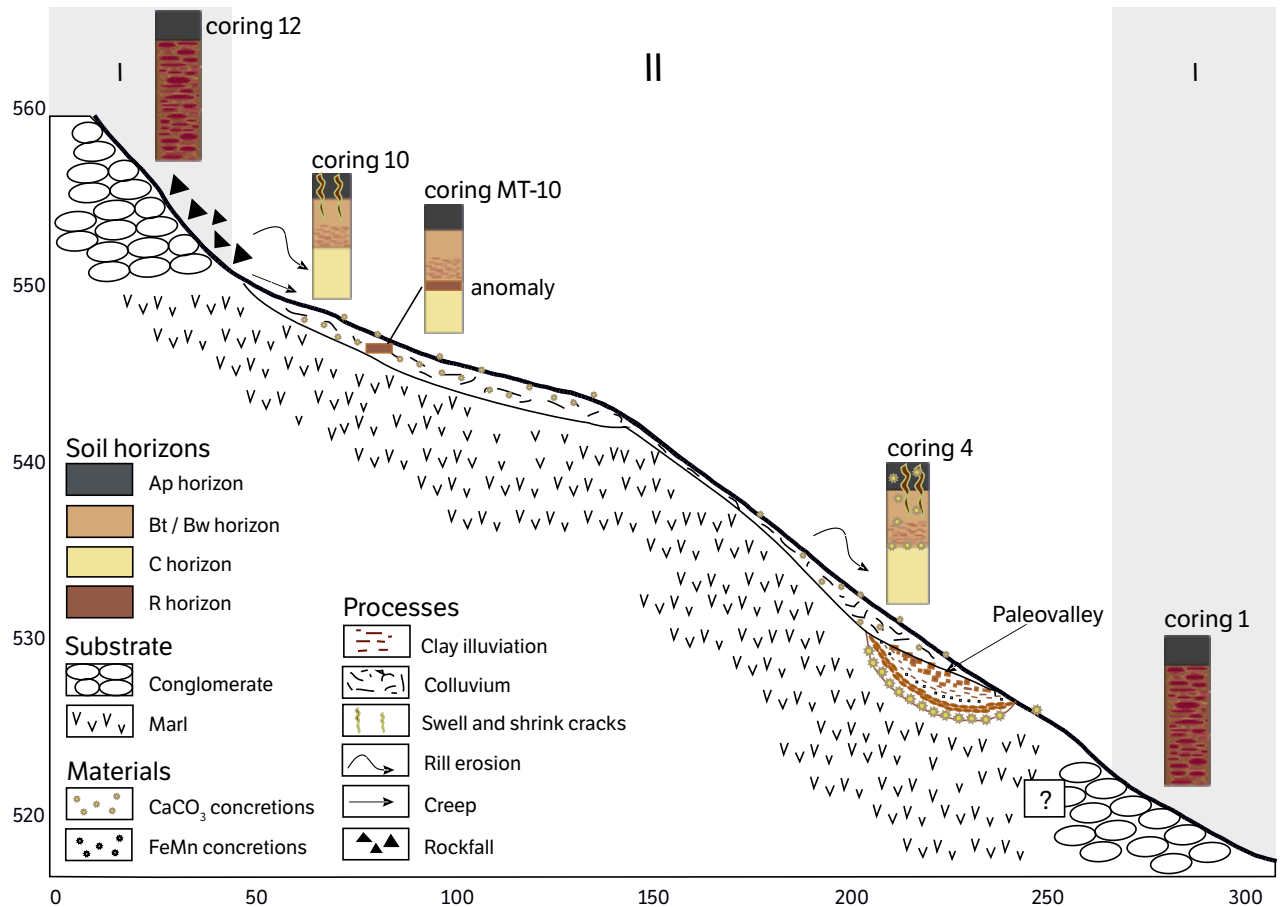 coring 12
I
II
I
560
coring 10
coring MT-10
550
anomaly
540
coring 4
Soil horizons
Ap horizon
Bt / Bw horizon
C horizon
R horizon
Substrate
Conglomerate
Marl
Materials
CaCO₃ concretions
FeMn concretions
Processes
Clay illuviation
Colluvium
Swell and shrink cracks
Rill erosion
Creep
Rockfall
Paleovalley
530
coring 1
520
?
0 50 100 150 200 250 300